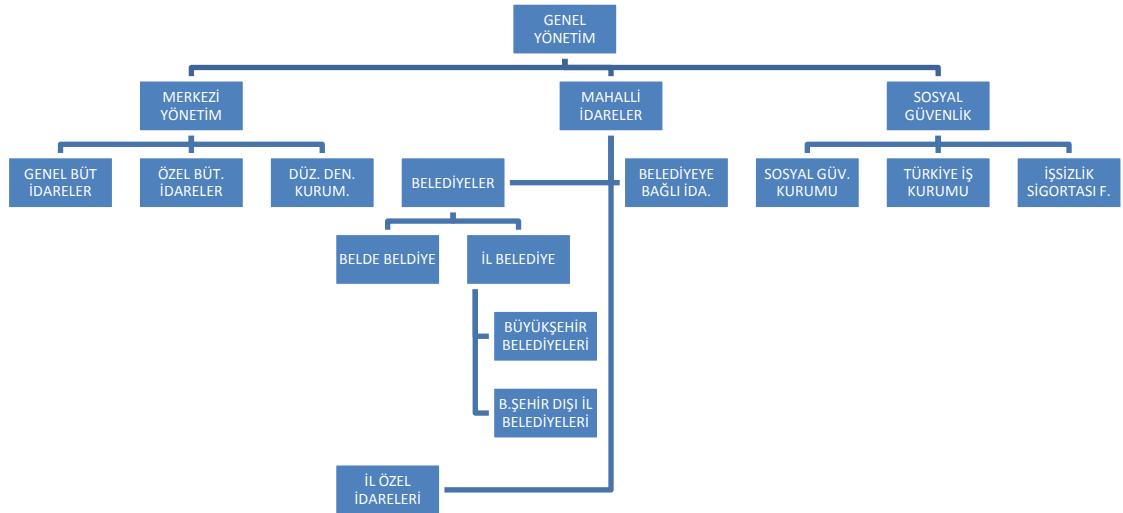 GENEL
YÖNETİM
MERKEZİ
YÖNETİM
MAHALLİ
İDARELER
SOSYAL
GÜVENLİK
GENEL BÜT
İDARELER
ÖZEL BÜT.
İDARELER
DÜZ. DEN.
KURUM.
BELEDİYELER
BELEDİYEYE
BAĞLI İDA.
SOSYAL GÜV.
KURUMU
TÜRKİYE İŞ
KURUMU
İŞSİZLİK
SİGORTASI F.
BELDE BELDİYE
İL BELEDİYE
BÜYÜKŞEHİR
BELEDİYELERİ
B.ŞEHİR DIŞI İL
BELEDİYELERİ
İL ÖZEL
İDARELERİ